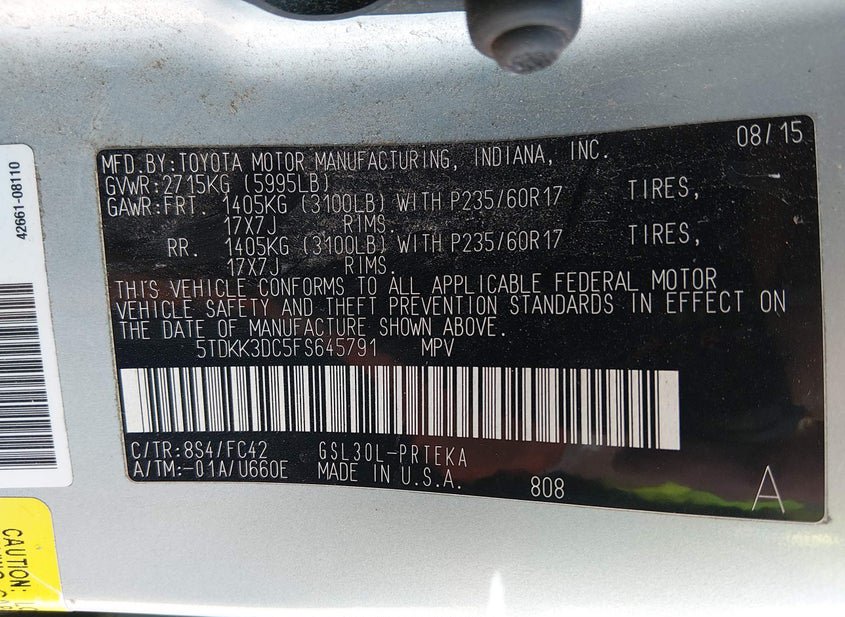 42661-08110
08/15
MFD.BY:TOYOTA MOTOR MANUFACTURING, INDIANA, INC.
GVWR:2715KG (5995LB)
GAWR:FRT. 1405KG (3100LB) WITH P235/60R17 TIRES,
17X7J RIMS.
RR. 1405KG (3100LB) WITH P235/60R17 TIRES,
17X7J RIMS.
THIS VEHICLE CONFORMS TO ALL APPLICABLE FEDERAL MOTOR
VEHICLE SAFETY AND THEFT PREVENTION STANDARDS IN EFFECT ON
THE DATE OF MANUFACTURE SHOWN ABOVE.
5TDKK3DC5FS645791 MPV
C/TR:8S4/FC42 GSL30L-PRTEKA
A/TM:-01A/U660E MADE IN U.S.A.
808 A
CAUTION: